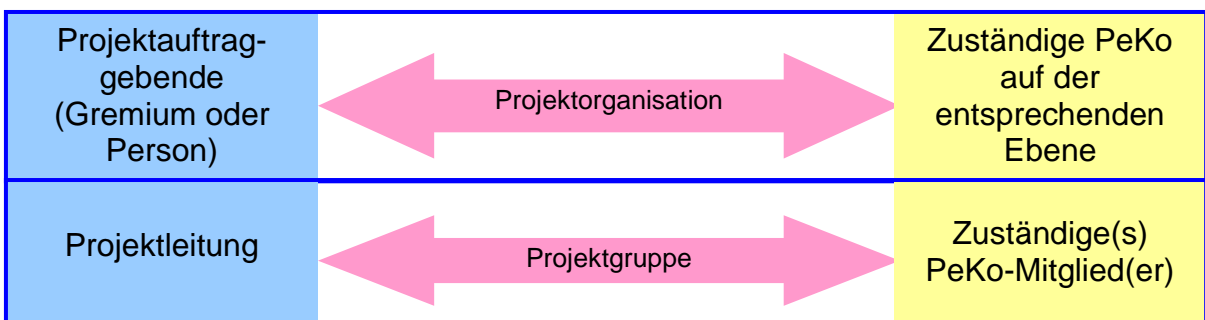 Projektauftrag-
gebende
(Gremium oder
Person)
Projektorganisation
Zuständige PeKo
auf der
entsprechenden
Ebene
Projektleitung
Projektgruppe
Zuständige(s)
PeKo-Mitglied(er)